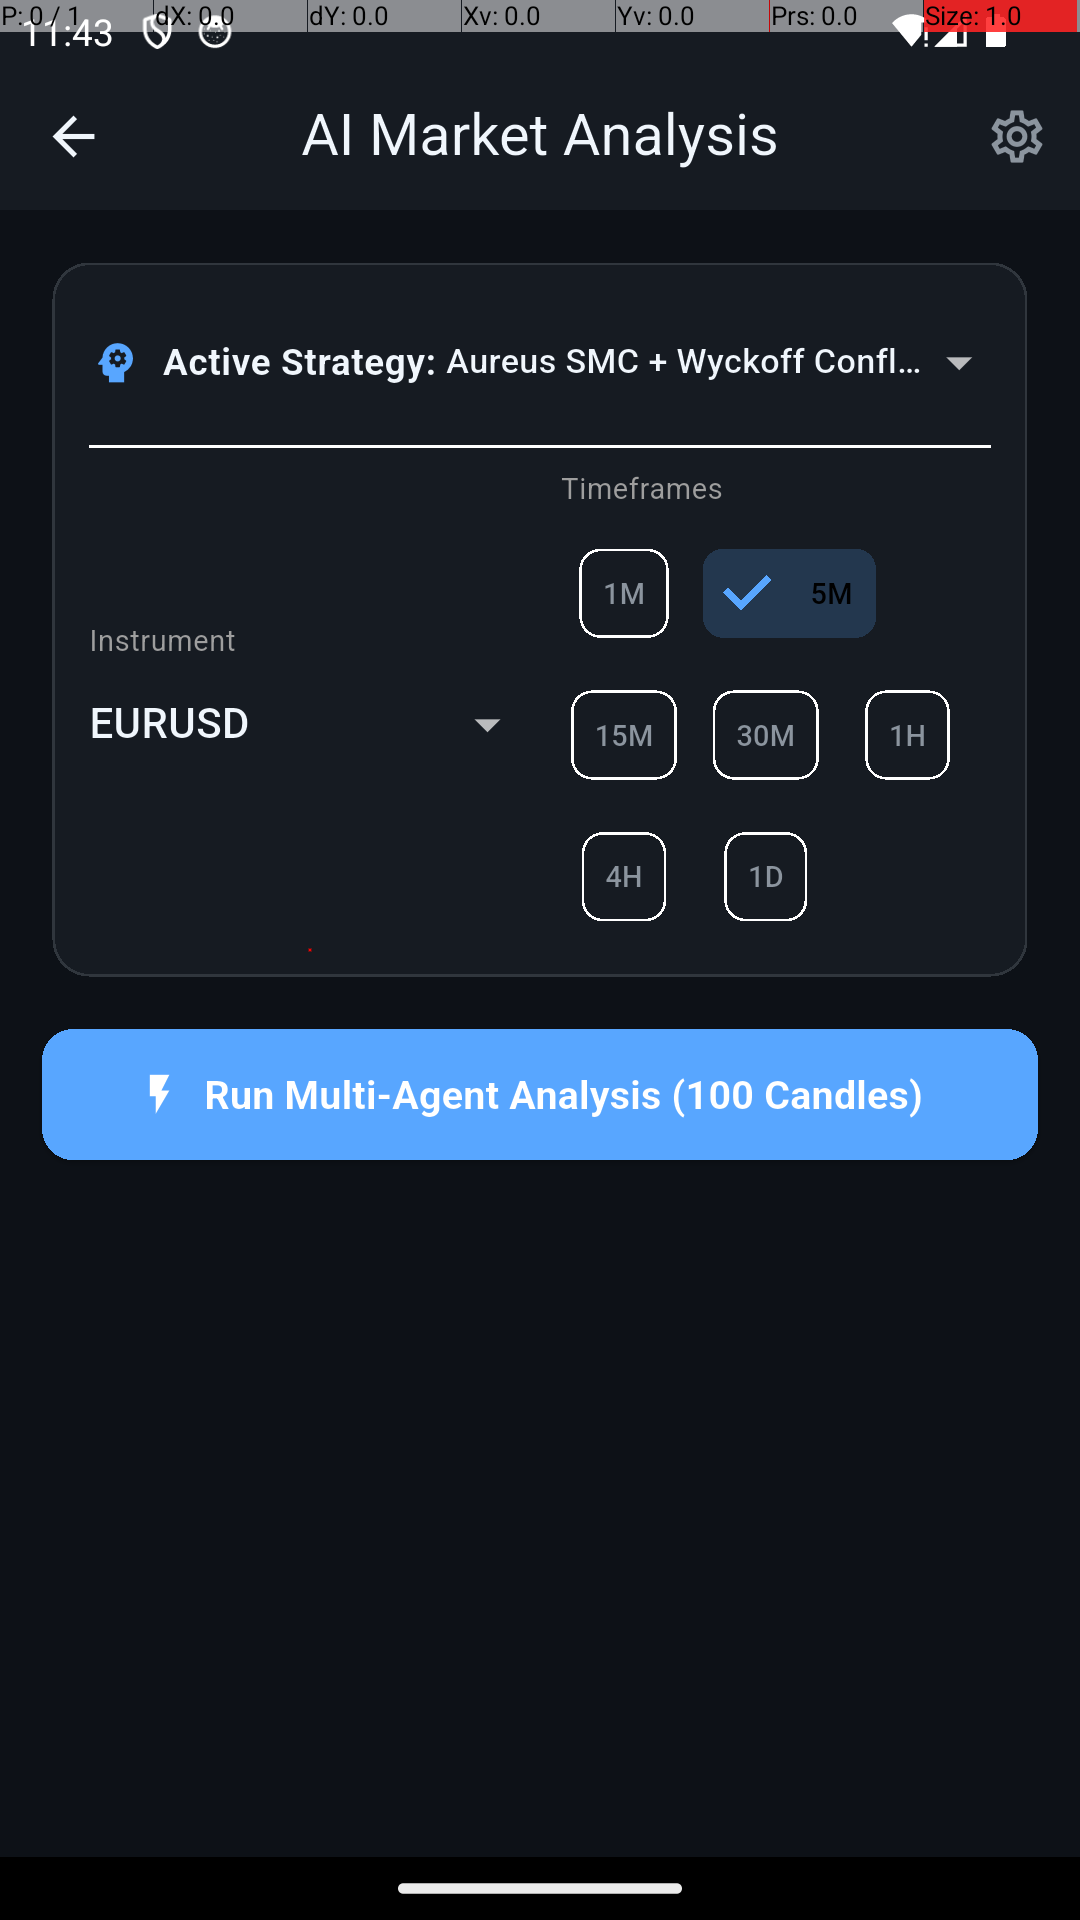 P: 0 / 1 dX: 0.0 dY: 0.0 Xv: 0.0 Yv: 0.0 Prs: 0.0 Size: 1.0
11:43
AI Market Analysis
Active Strategy: Aureus SMC + Wyckoff Confl...
Timeframes
1M 5M
Instrument
EURUSD
15M 30M 1H
4H 1D
Run Multi-Agent Analysis (100 Candles)